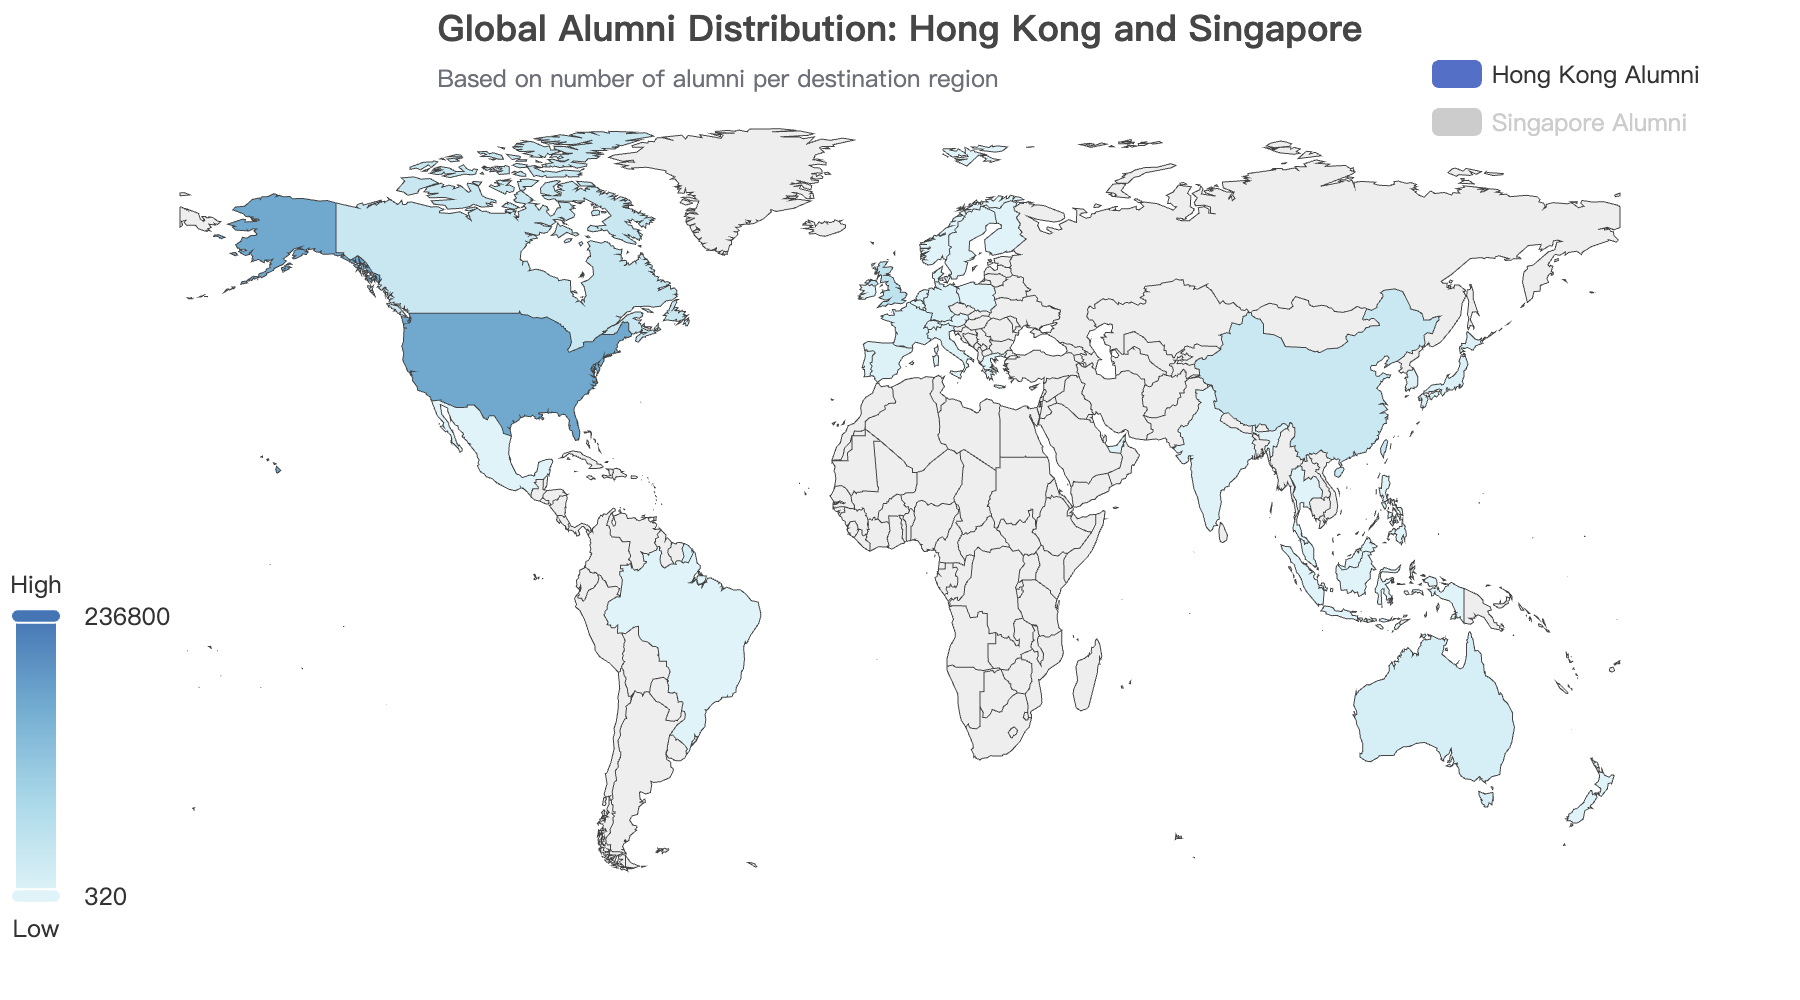 Global Alumni Distribution: Hong Kong and Singapore
Based on number of alumni per destination region
Hong Kong Alumni
Singapore Alumni
High
236800
320
Low